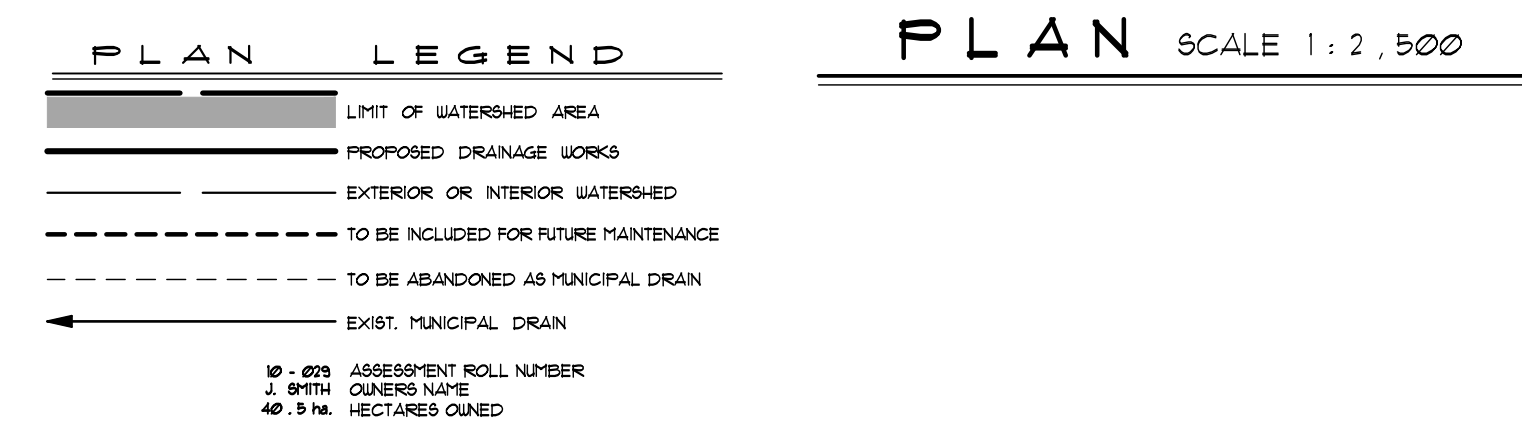 PLAN LEGEND
LIMIT OF WATERSHED AREA
PROPOSED DRAINAGE WORKS
EXTERIOR OR INTERIOR WATERSHED
TO BE INCLUDED FOR FUTURE MAINTENANCE
TO BE ABANDONED AS MUNICIPAL DRAIN
EXIST. MUNICIPAL DRAIN
10 - 029 ASSESSMENT ROLL NUMBER
J. SMITH OWNERS NAME
40.5 ha. HECTARES OWNED
PLAN SCALE 1:2,500